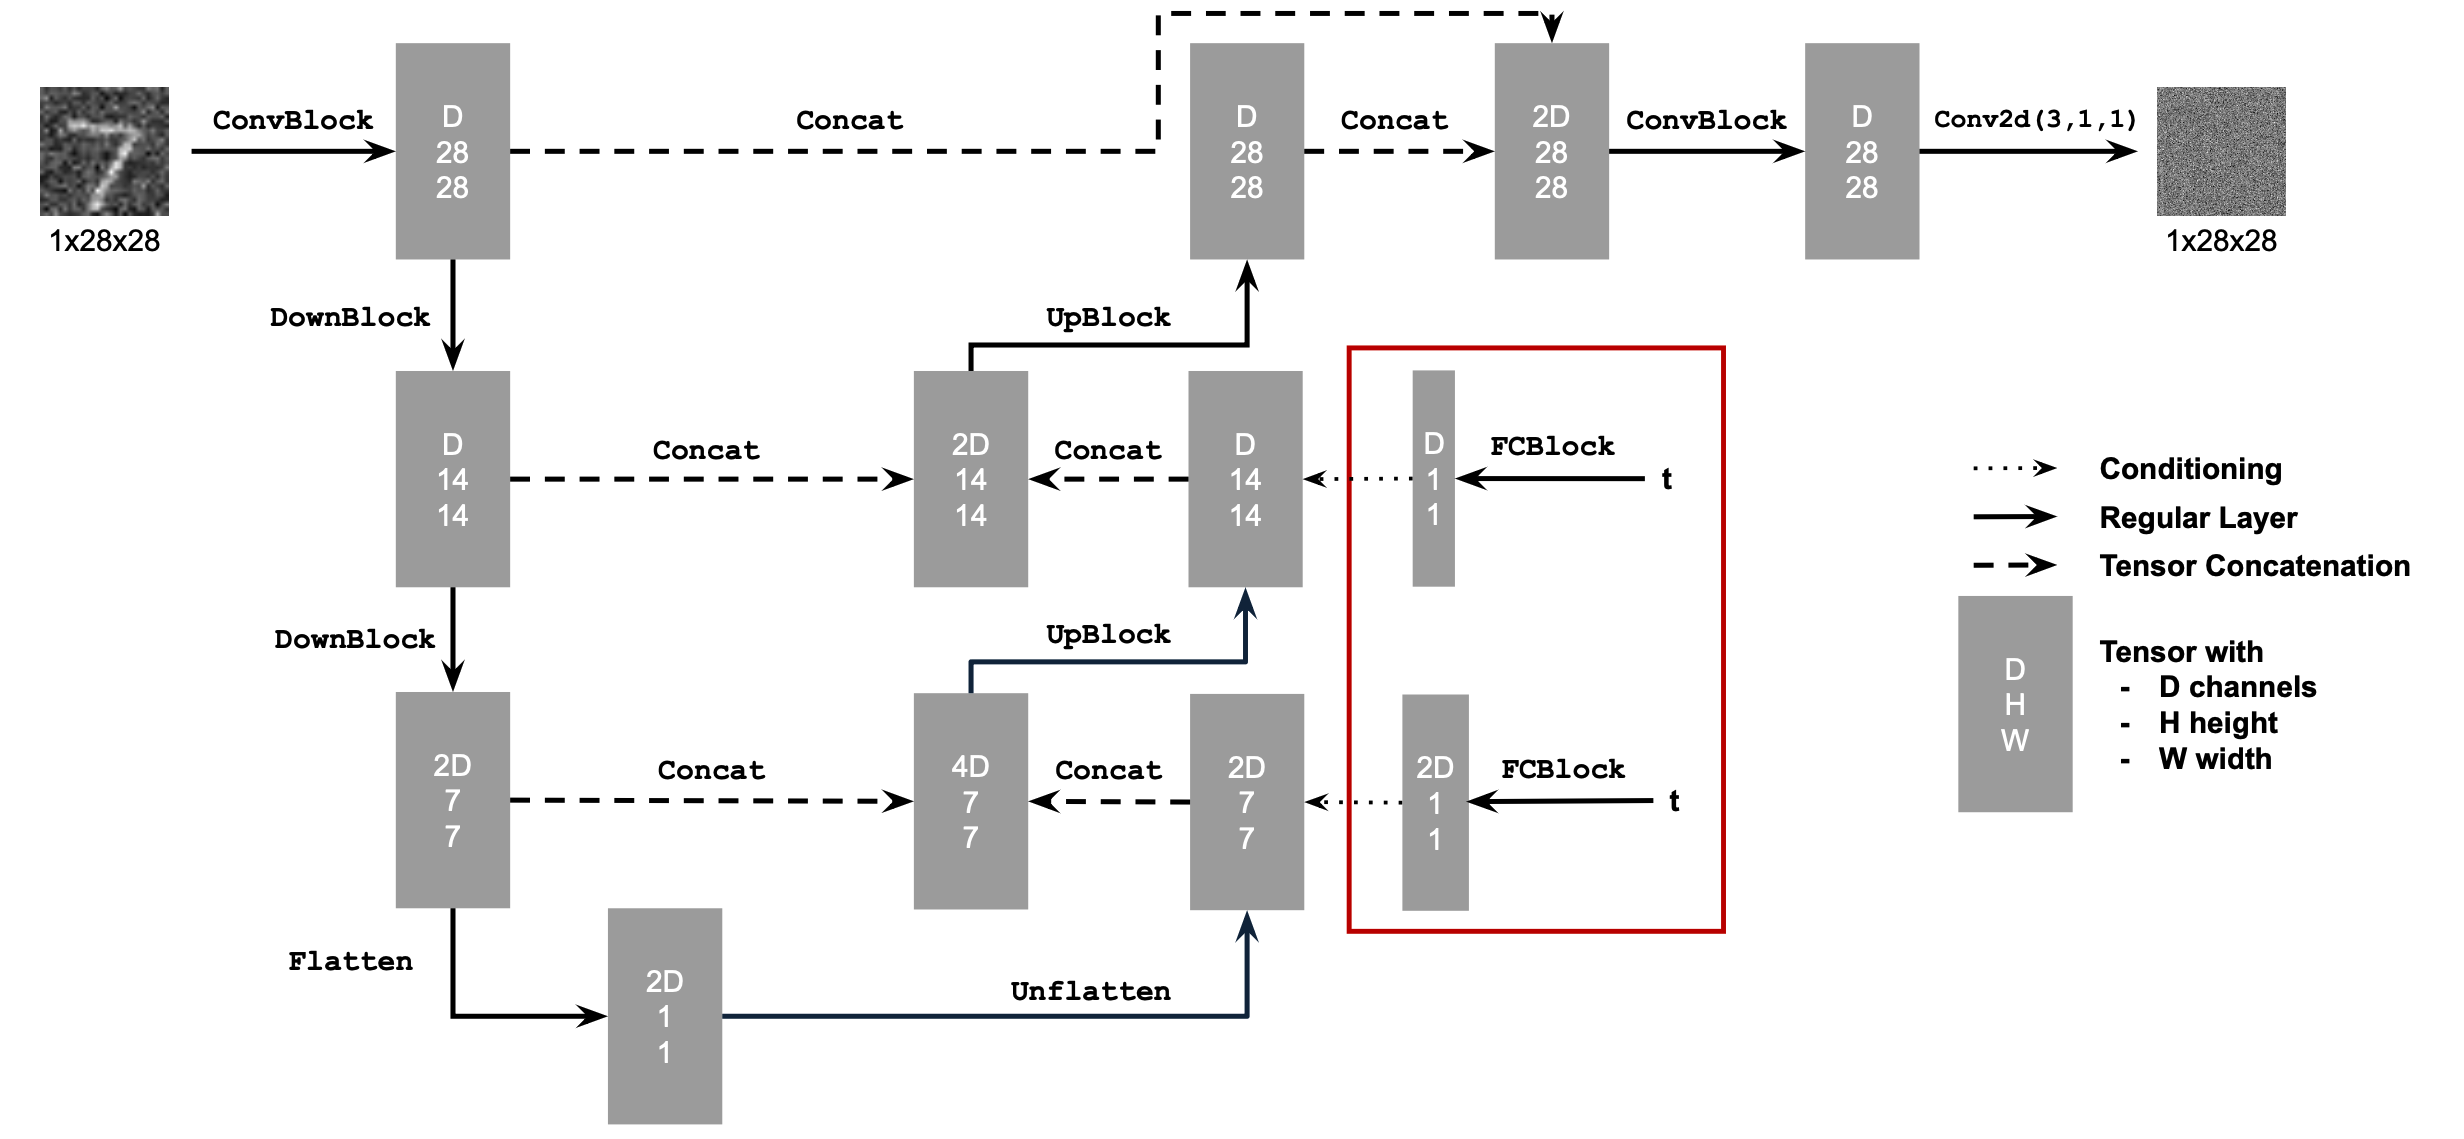 ConvBlock
D
28
28
Concat
D
28
28
Concat
2D
28
28
ConvBlock
D
28
28
Conv2d(3,1,1)
1x28x28
1x28x28
DownBlock
UpBlock
D
14
14
Concat
2D
14
14
Concat
D
14
14
D
1
1
FCBlock
t
DownBlock
UpBlock
2D
7
7
Concat
4D
7
7
Concat
2D
7
7
2D
1
1
FCBlock
t
Flatten
2D
1
1
Unflatten
Conditioning
Regular Layer
Tensor Concatenation
D
H
W
Tensor with
- D channels
- H height
- W width